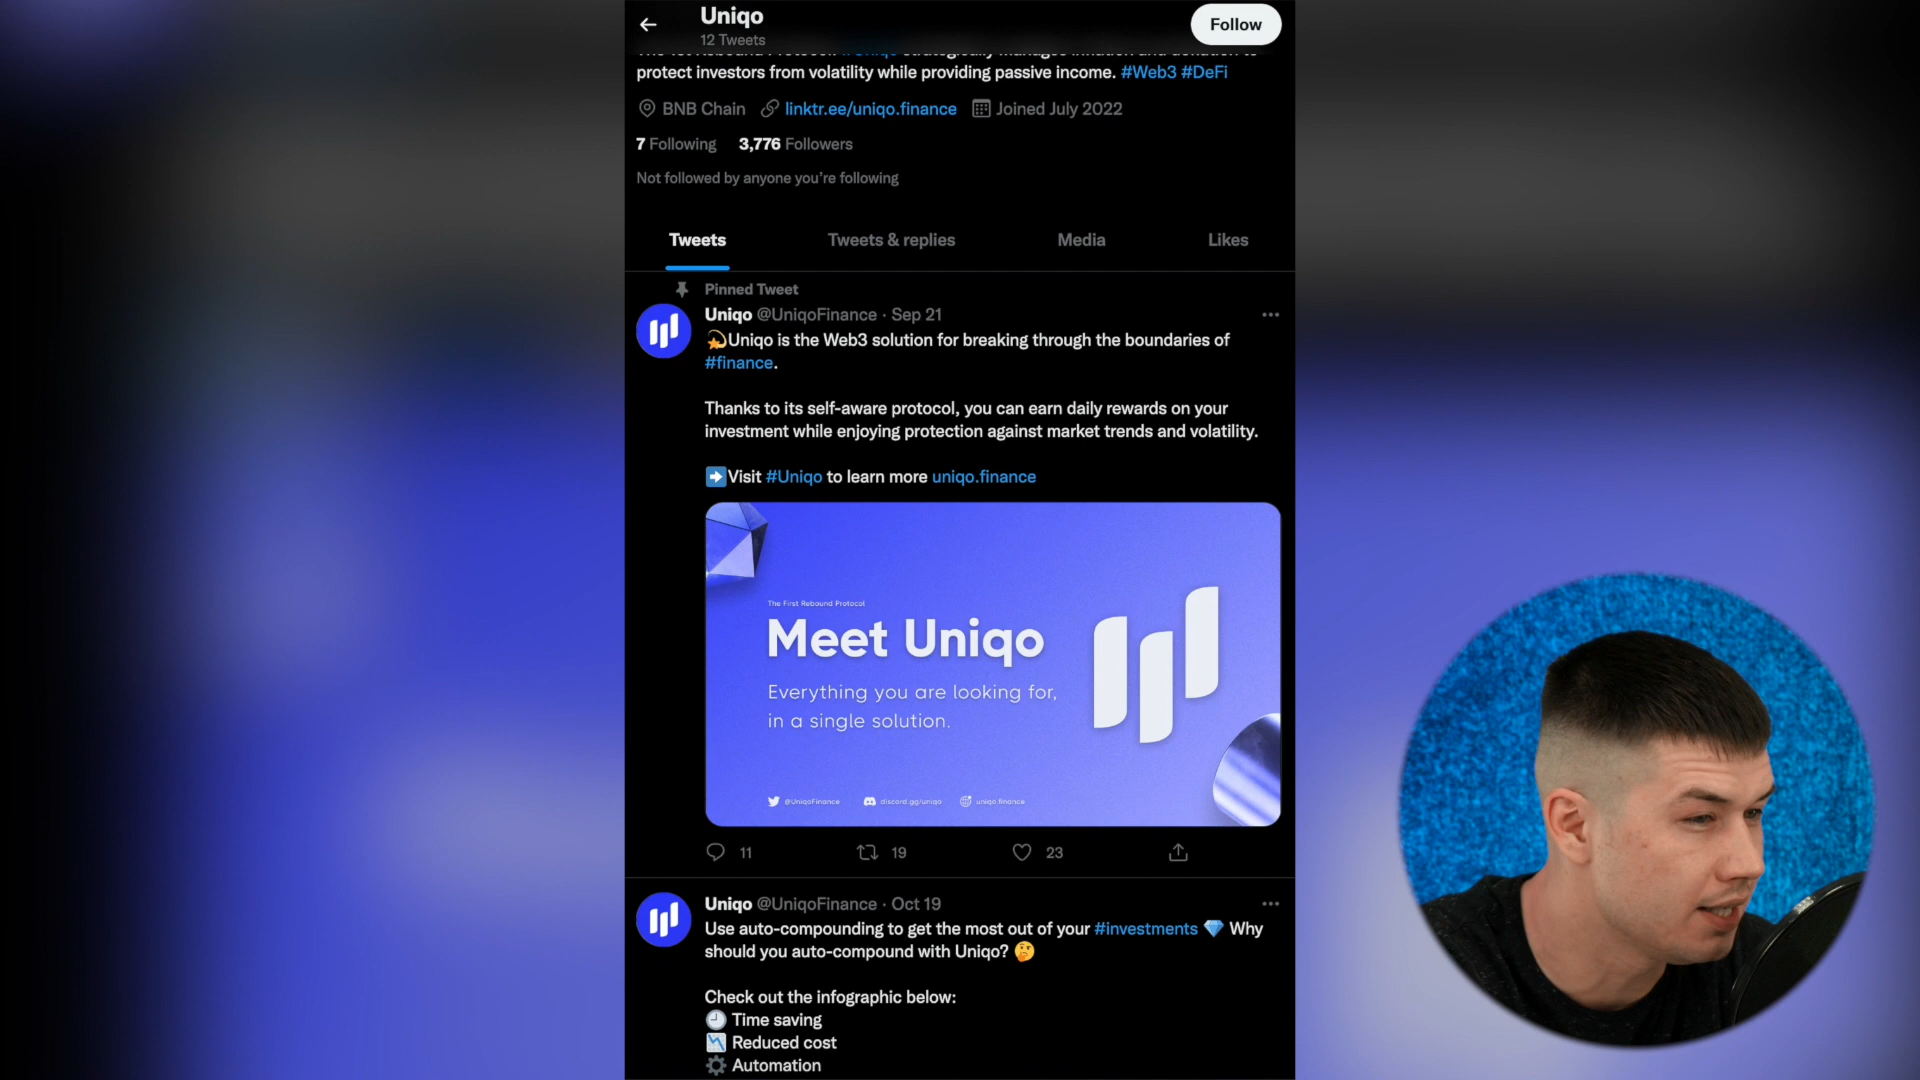 Uniqo
12 Tweets
Follow
protect investors from volatility while providing passive income. #Web3 #DeFi
BNB Chain linktr.ee/uniqo.finance Joined July 2022
7 Following 3,776 Followers
Not followed by anyone you're following
Tweets Tweets & replies Media Likes
Pinned Tweet
Uniqo @UniqoFinance · Sep 21
💫Uniqo is the Web3 solution for breaking through the boundaries of
#finance.
Thanks to its self-aware protocol, you can earn daily rewards on your
investment while enjoying protection against market trends and volatility.
➡️Visit #Uniqo to learn more uniqo.finance
The First Rebound Protocol
Meet Uniqo
Everything you are looking for,
in a single solution.
@UniqoFinance discord.gg/uniqo uniqo.finance
11 19 23
Uniqo @UniqoFinance · Oct 19
Use auto-compounding to get the most out of your #investments 💎 Why
should you auto-compound with Uniqo? 🤔
Check out the infographic below:
🕘 Time saving
📉 Reduced cost
⚙️ Automation